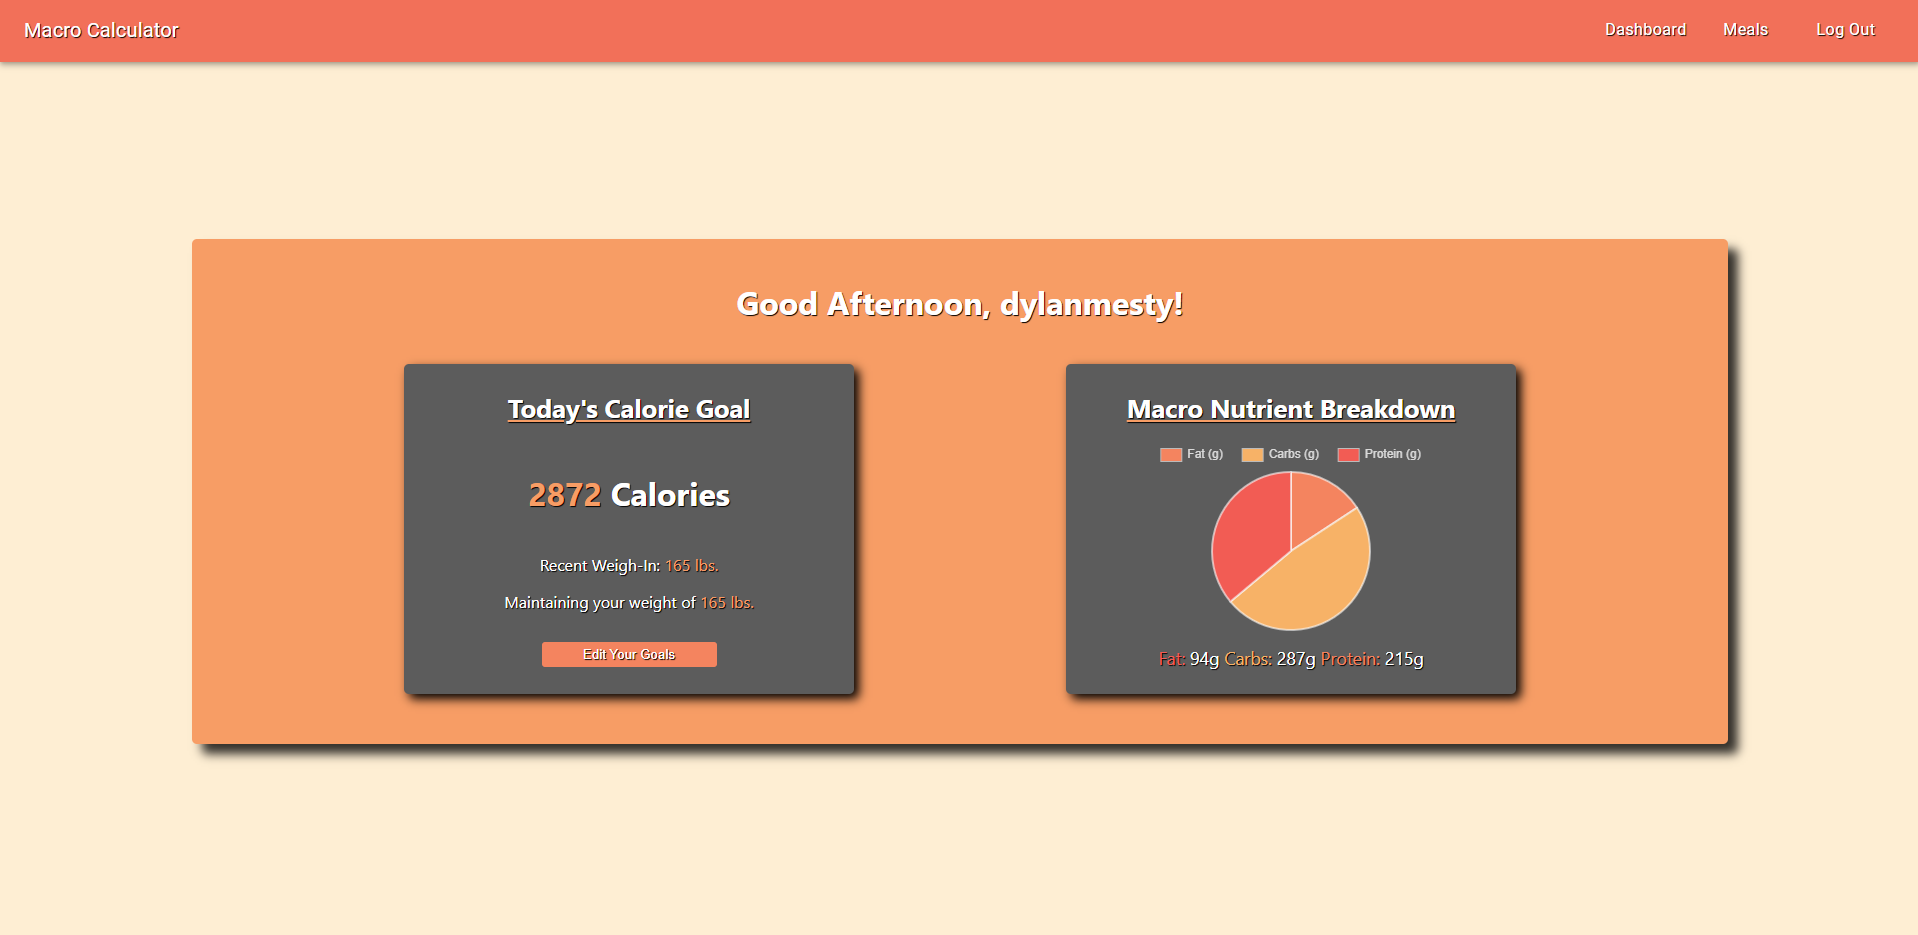 Macro Calculator
Dashboard Meals Log Out
Good Afternoon, dylanmesty!
Today's Calorie Goal
2872 Calories
Recent Weigh-In: 165 lbs.
Maintaining your weight of 165 lbs.
Edit Your Goals
Macro Nutrient Breakdown
Fat (g) Carbs (g) Protein (g)
Fat: 94g Carbs: 287g Protein: 215g